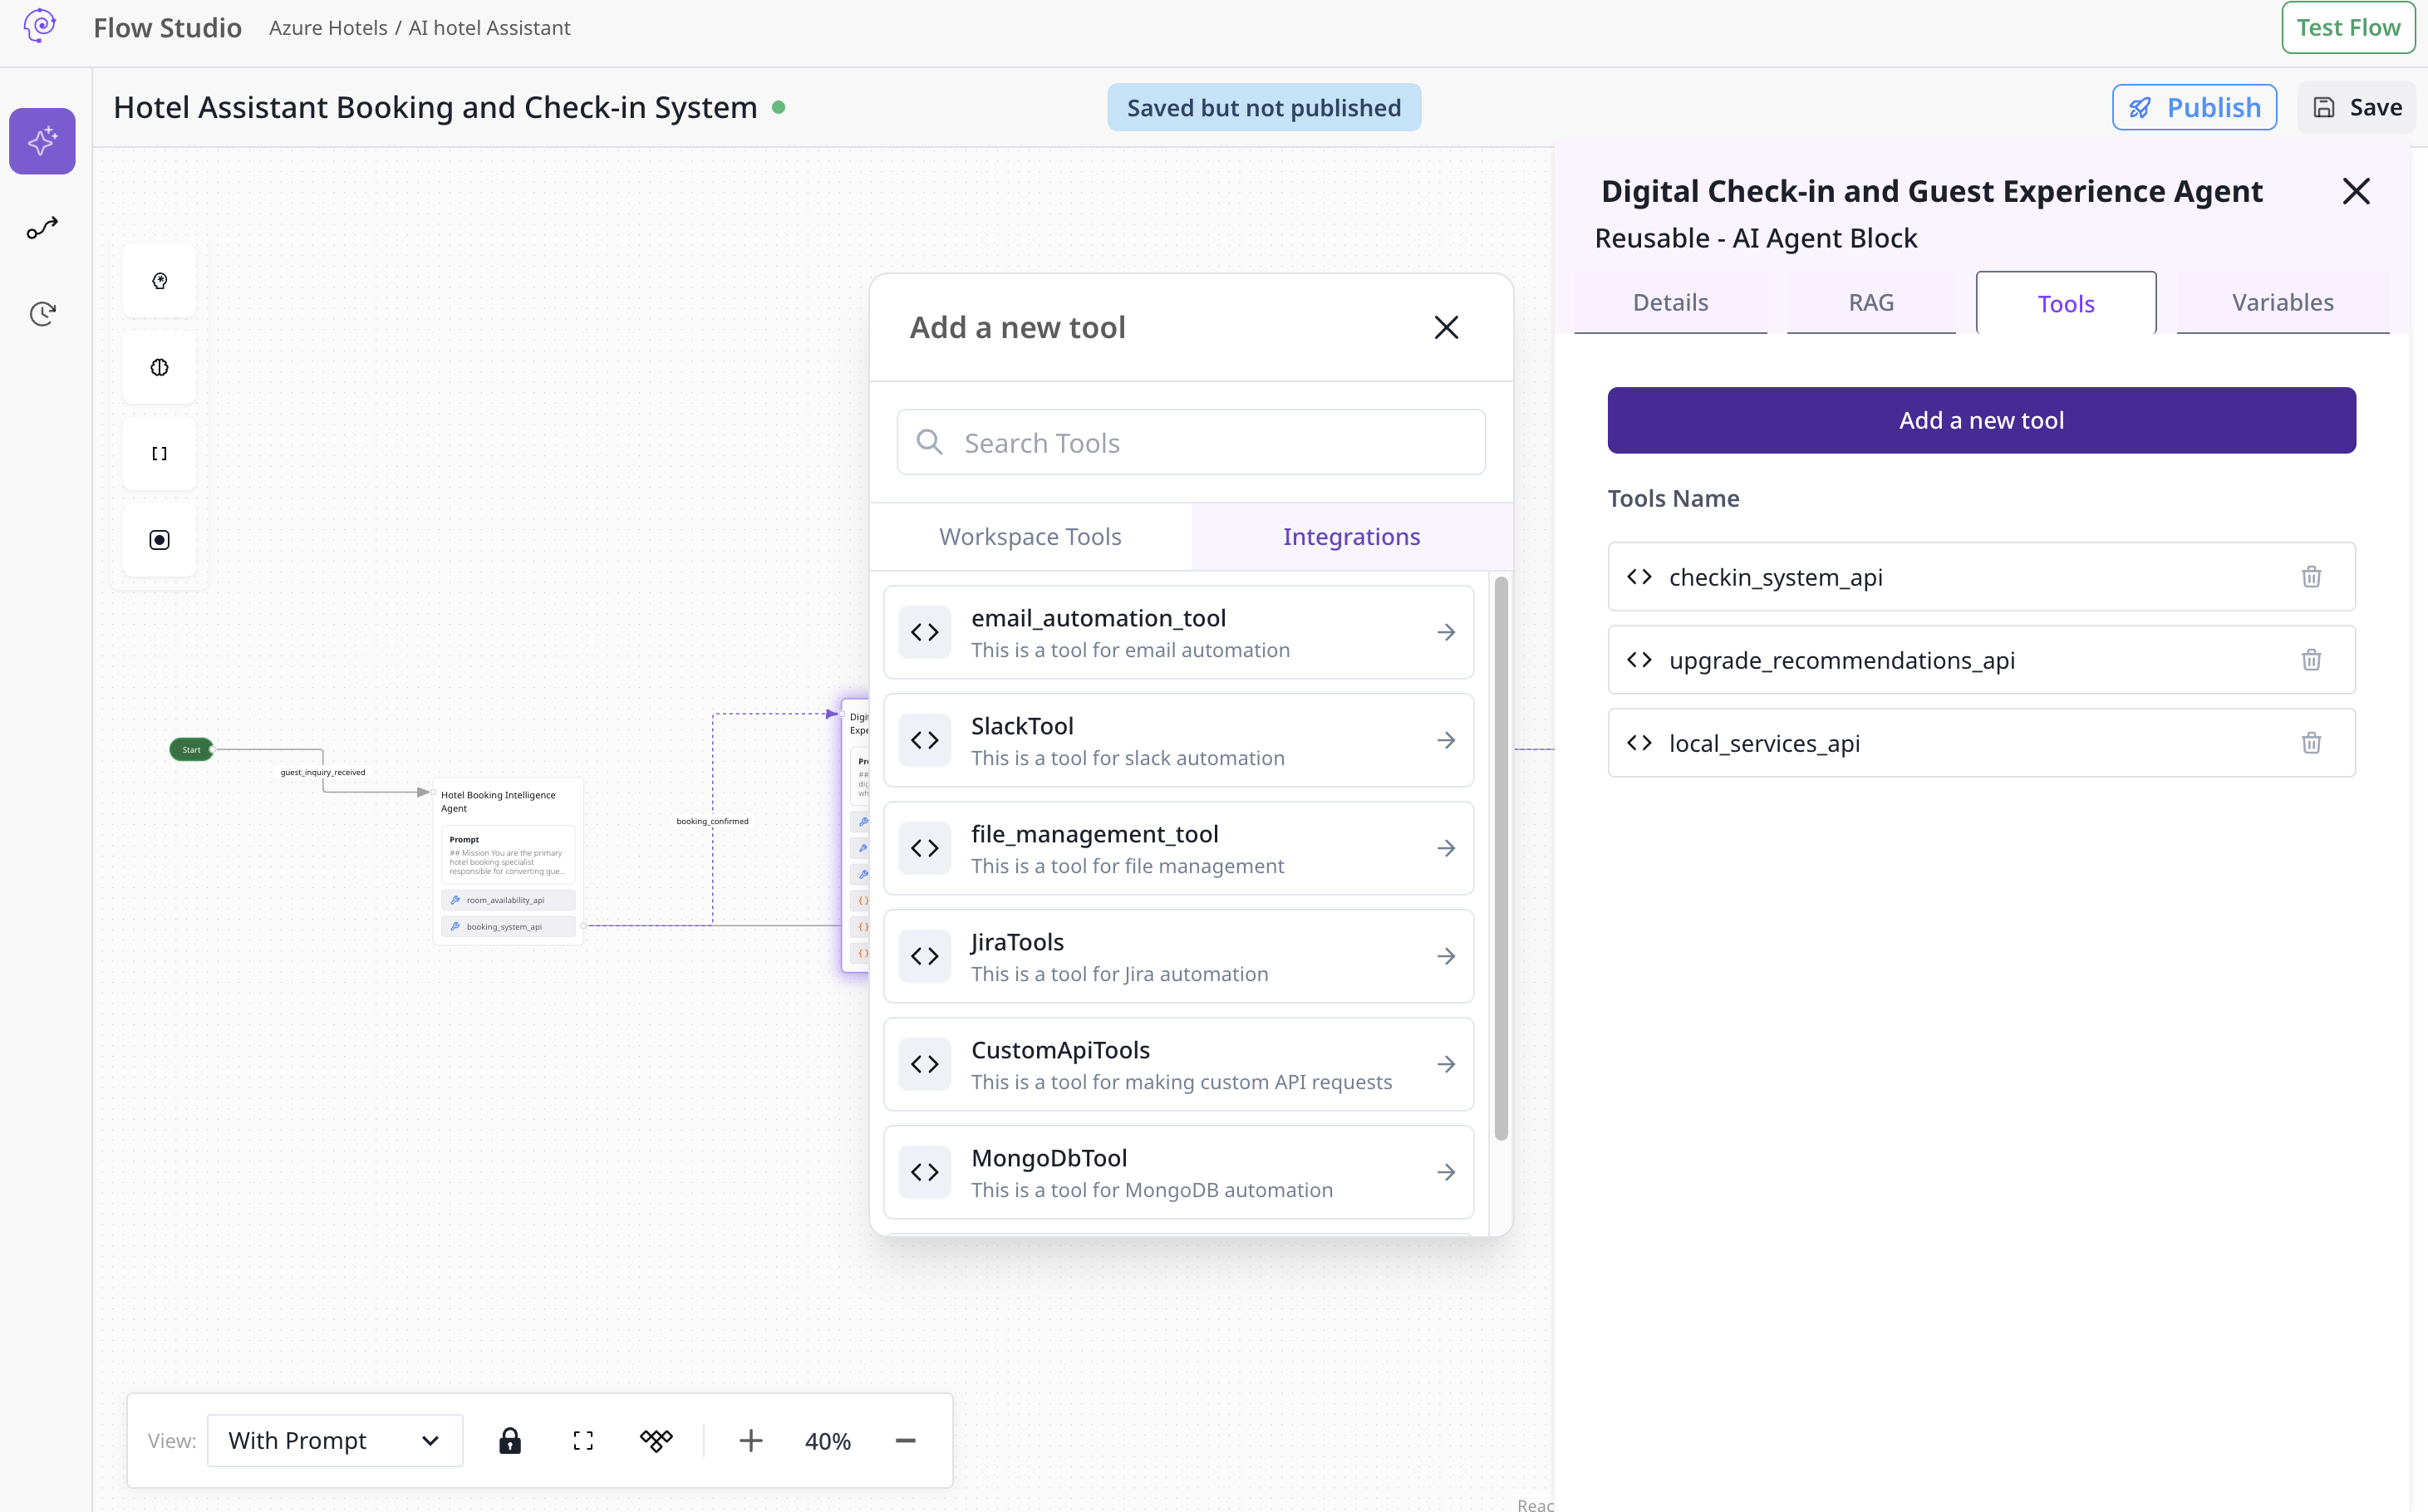 Flow Studio
Azure Hotels / AI hotel Assistant
Test Flow
Hotel Assistant Booking and Check-in System
Saved but not published
Publish
Save
Digital Check-in and Guest Experience Agent
Reusable - AI Agent Block
Details
RAG
Tools
Variables
Add a new tool
Tools Name
checkin_system_api
upgrade_recommendations_api
local_services_api
Add a new tool
Search Tools
Workspace Tools
Integrations
email_automation_tool
This is a tool for email automation
SlackTool
This is a tool for slack automation
file_management_tool
This is a tool for file management
JiraTools
This is a tool for Jira automation
CustomApiTools
This is a tool for making custom API requests
MongoDbTool
This is a tool for MongoDB automation
Start
guest_inquiry_received
Hotel Booking Intelligence
Agent
Prompt
## Mission You are the primary
hotel booking specialist
responsible for converting gue...
room_availability_api
booking_system_api
booking_confirmed
View:
With Prompt
40%